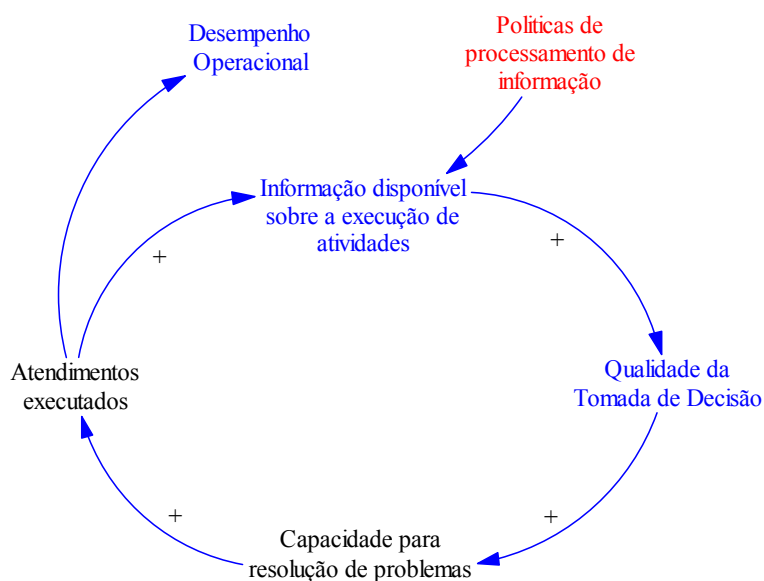 Desempenho
Operacional
Politicas de
processamento de
informação
Informação disponível
sobre a execução de
atividades
+
+
Atendimentos
executados
Qualidade da
Tomada de Decisão
+
+
Capacidade para
resolução de problemas